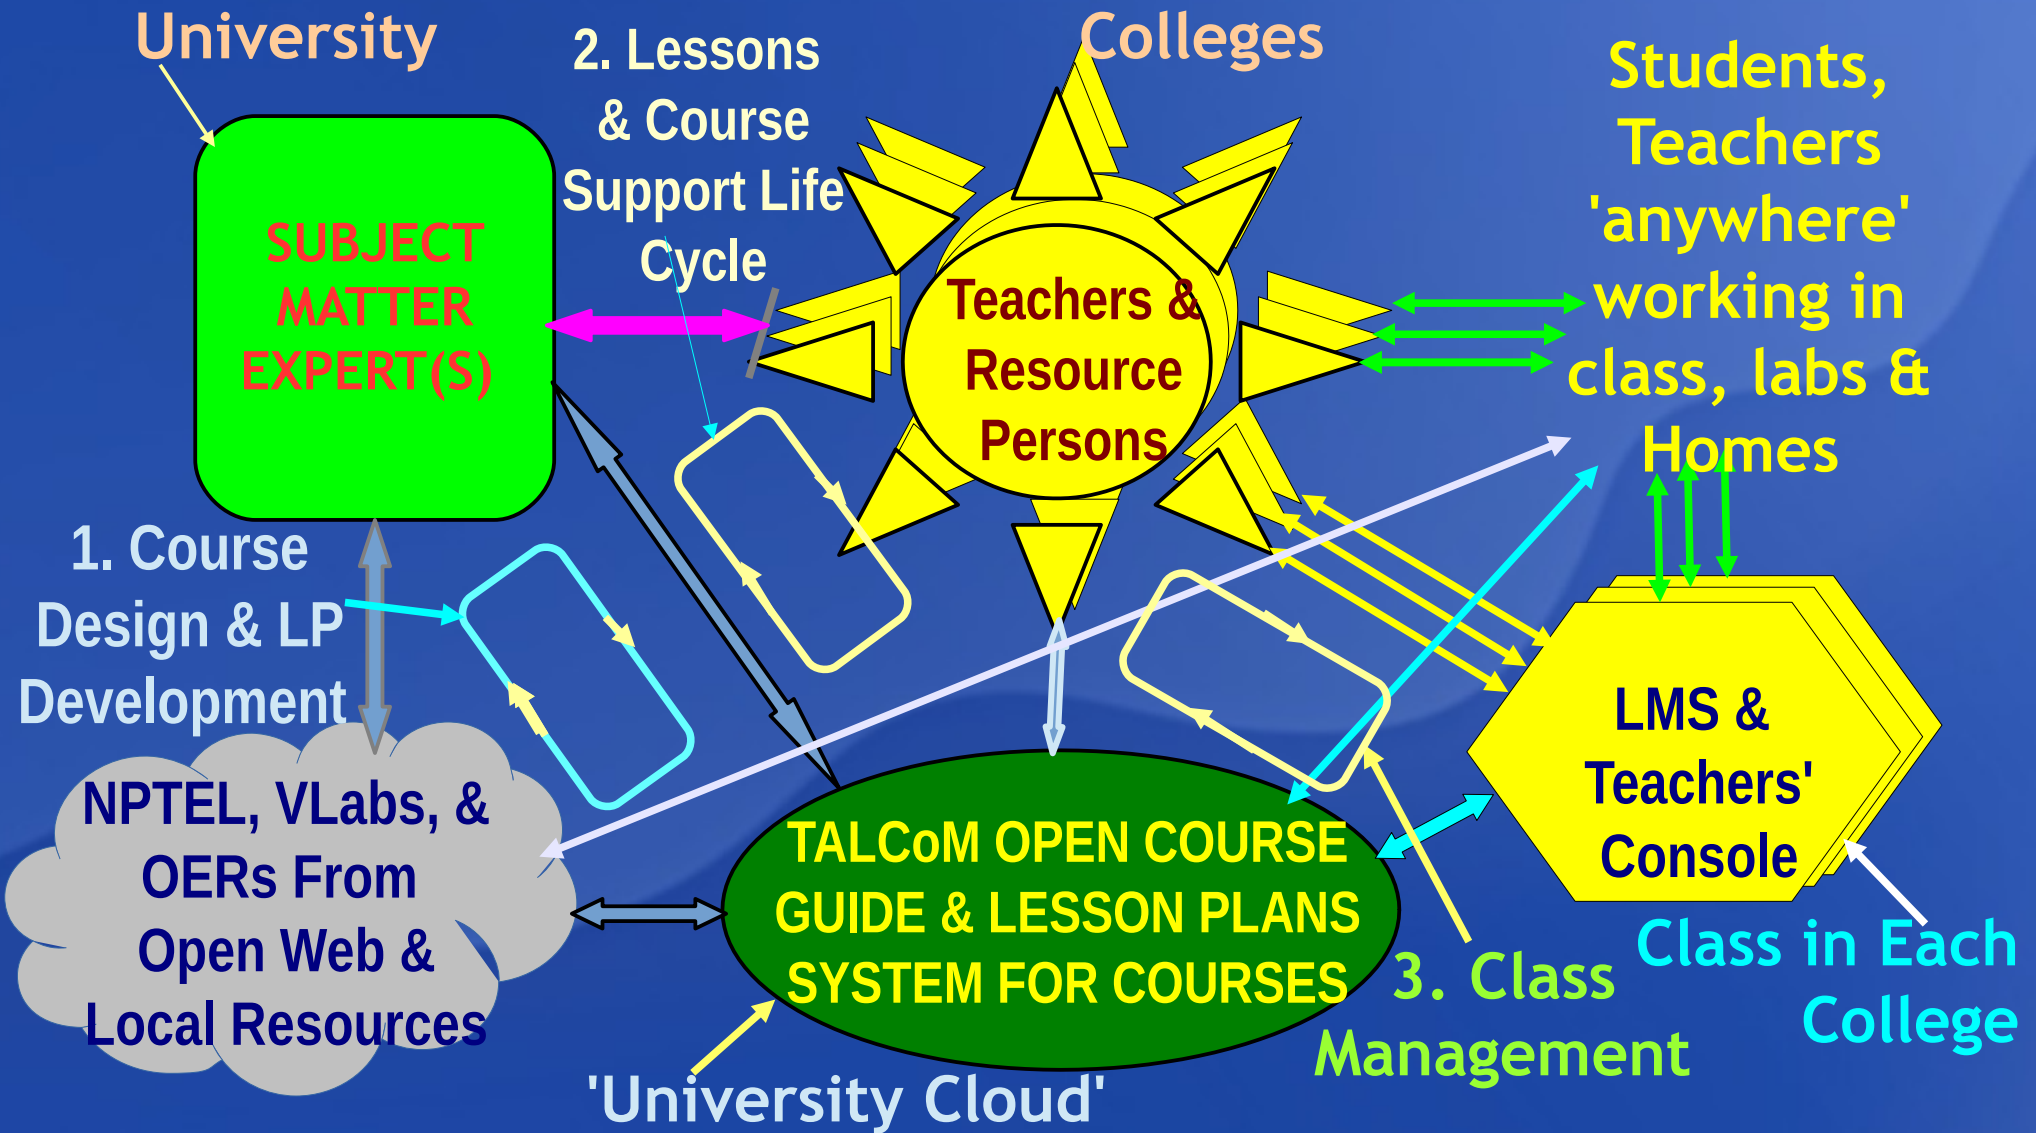 University
2. Lessons
& Course
Support Life
Cycle
Colleges
Students,
Teachers
'anywhere'
working in
class, labs &
Homes
SUBJECT
MATTER
EXPERT(S)
Teachers &
Resource
Persons
1. Course
Design & LP
Development
NPTEL, VLabs, &
OERs From
Open Web &
Local Resources
TALCoM OPEN COURSE
GUIDE & LESSON PLANS
SYSTEM FOR COURSES
LMS &
Teachers'
Console
Class in Each
College
3. Class
Management
'University Cloud'